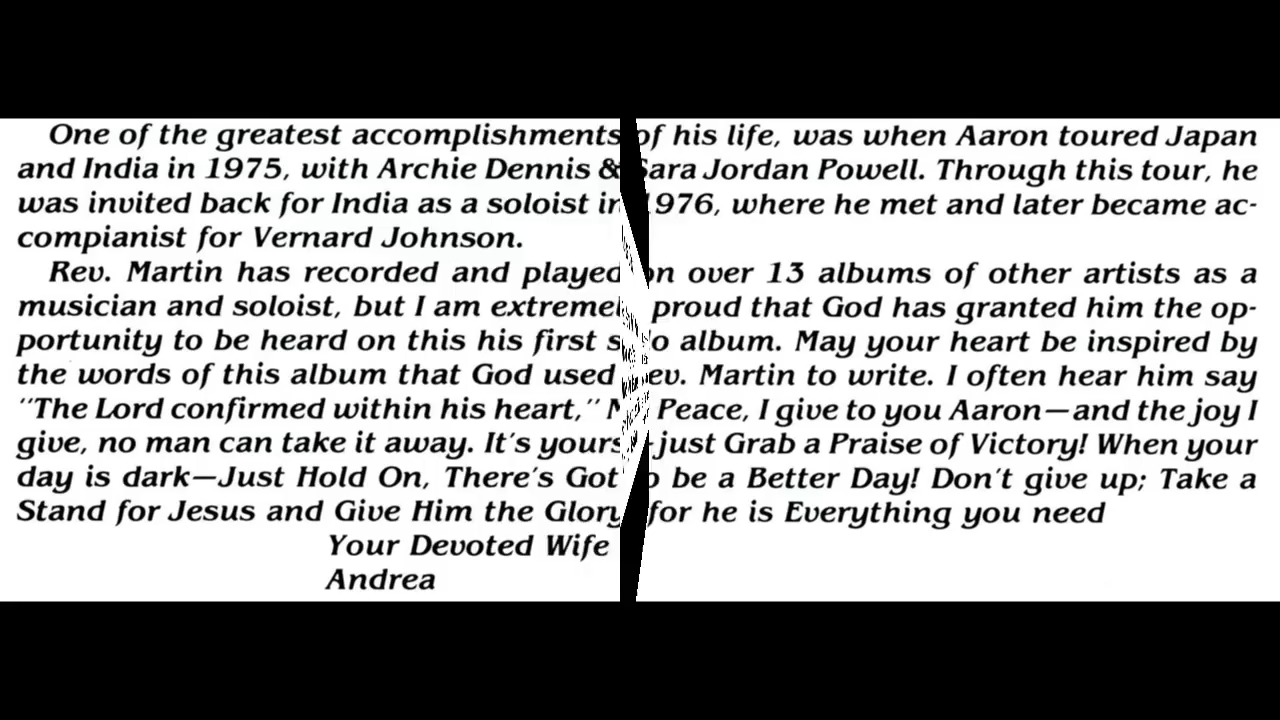 One of the greatest accomplishments of his life, was when Aaron toured Japan
and India in 1975, with Archie Dennis & Sara Jordan Powell. Through this tour, he
was invited back for India as a soloist in 1976, where he met and later became ac-
compianist for Vernard Johnson.
Rev. Martin has recorded and played on over 13 albums of other artists as a
musician and soloist, but I am extremely proud that God has granted him the op-
portunity to be heard on this his first solo album. May your heart be inspired by
the words of this album that God used Rev. Martin to write. I often hear him say
"The Lord confirmed within his heart," My Peace, I give to you Aaron—and the joy I
give, no man can take it away. It's yours just Grab a Praise of Victory! When your
day is dark—Just Hold On, There's Got to be a Better Day! Don't give up; Take a
Stand for Jesus and Give Him the Glory for he is Everything you need
Your Devoted Wife
Andrea